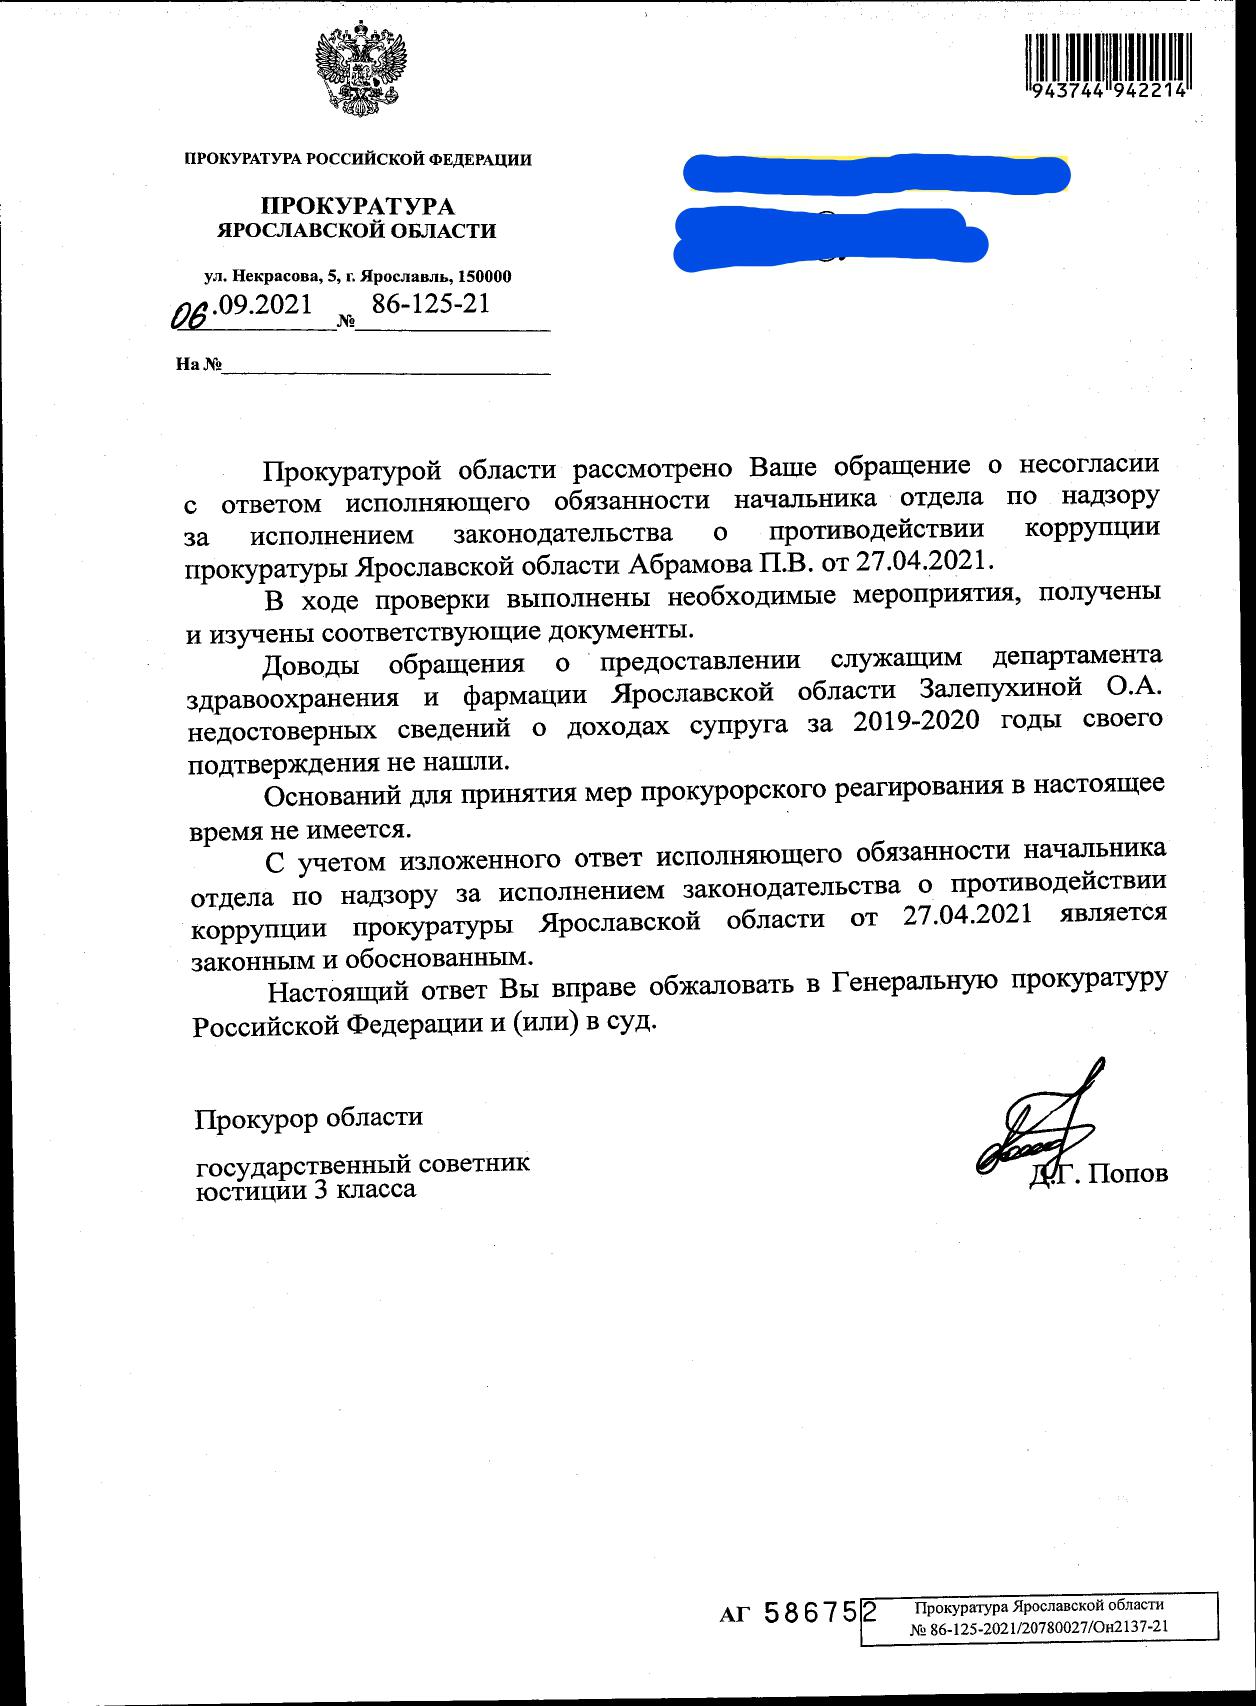 943744 942214
ПРОКУРАТУРА РОССИЙСКОЙ ФЕДЕРАЦИИ
ПРОКУРАТУРА
ЯРОСЛАВСКОЙ ОБЛАСТИ
ул. Некрасова, 5, г. Ярославль, 150000
06.09.2021 № 86-125-21
На №
Прокуратурой области рассмотрено Ваше обращение о несогласии
с ответом исполняющего обязанности начальника отдела по надзору
за исполнением законодательства о противодействии коррупции
прокуратуры Ярославской области Абрамова П.В. от 27.04.2021.
В ходе проверки выполнены необходимые мероприятия, получены
и изучены соответствующие документы.
Доводы обращения о предоставлении служащим департамента
здравоохранения и фармации Ярославской области Залепухиной О.А.
недостоверных сведений о доходах супруга за 2019-2020 годы своего
подтверждения не нашли.
Оснований для принятия мер прокурорского реагирования в настоящее
время не имеется.
С учетом изложенного ответ исполняющего обязанности начальника
отдела по надзору за исполнением законодательства о противодействии
коррупции прокуратуры Ярославской области от 27.04.2021 является
законным и обоснованным.
Настоящий ответ Вы вправе обжаловать в Генеральную прокуратуру
Российской Федерации и (или) в суд.
Прокурор области
государственный советник
юстиции 3 класса
Д.Г. Попов
АГ 586752
Прокуратура Ярославской области
№ 86-125-2021/20780027/Он2137-21